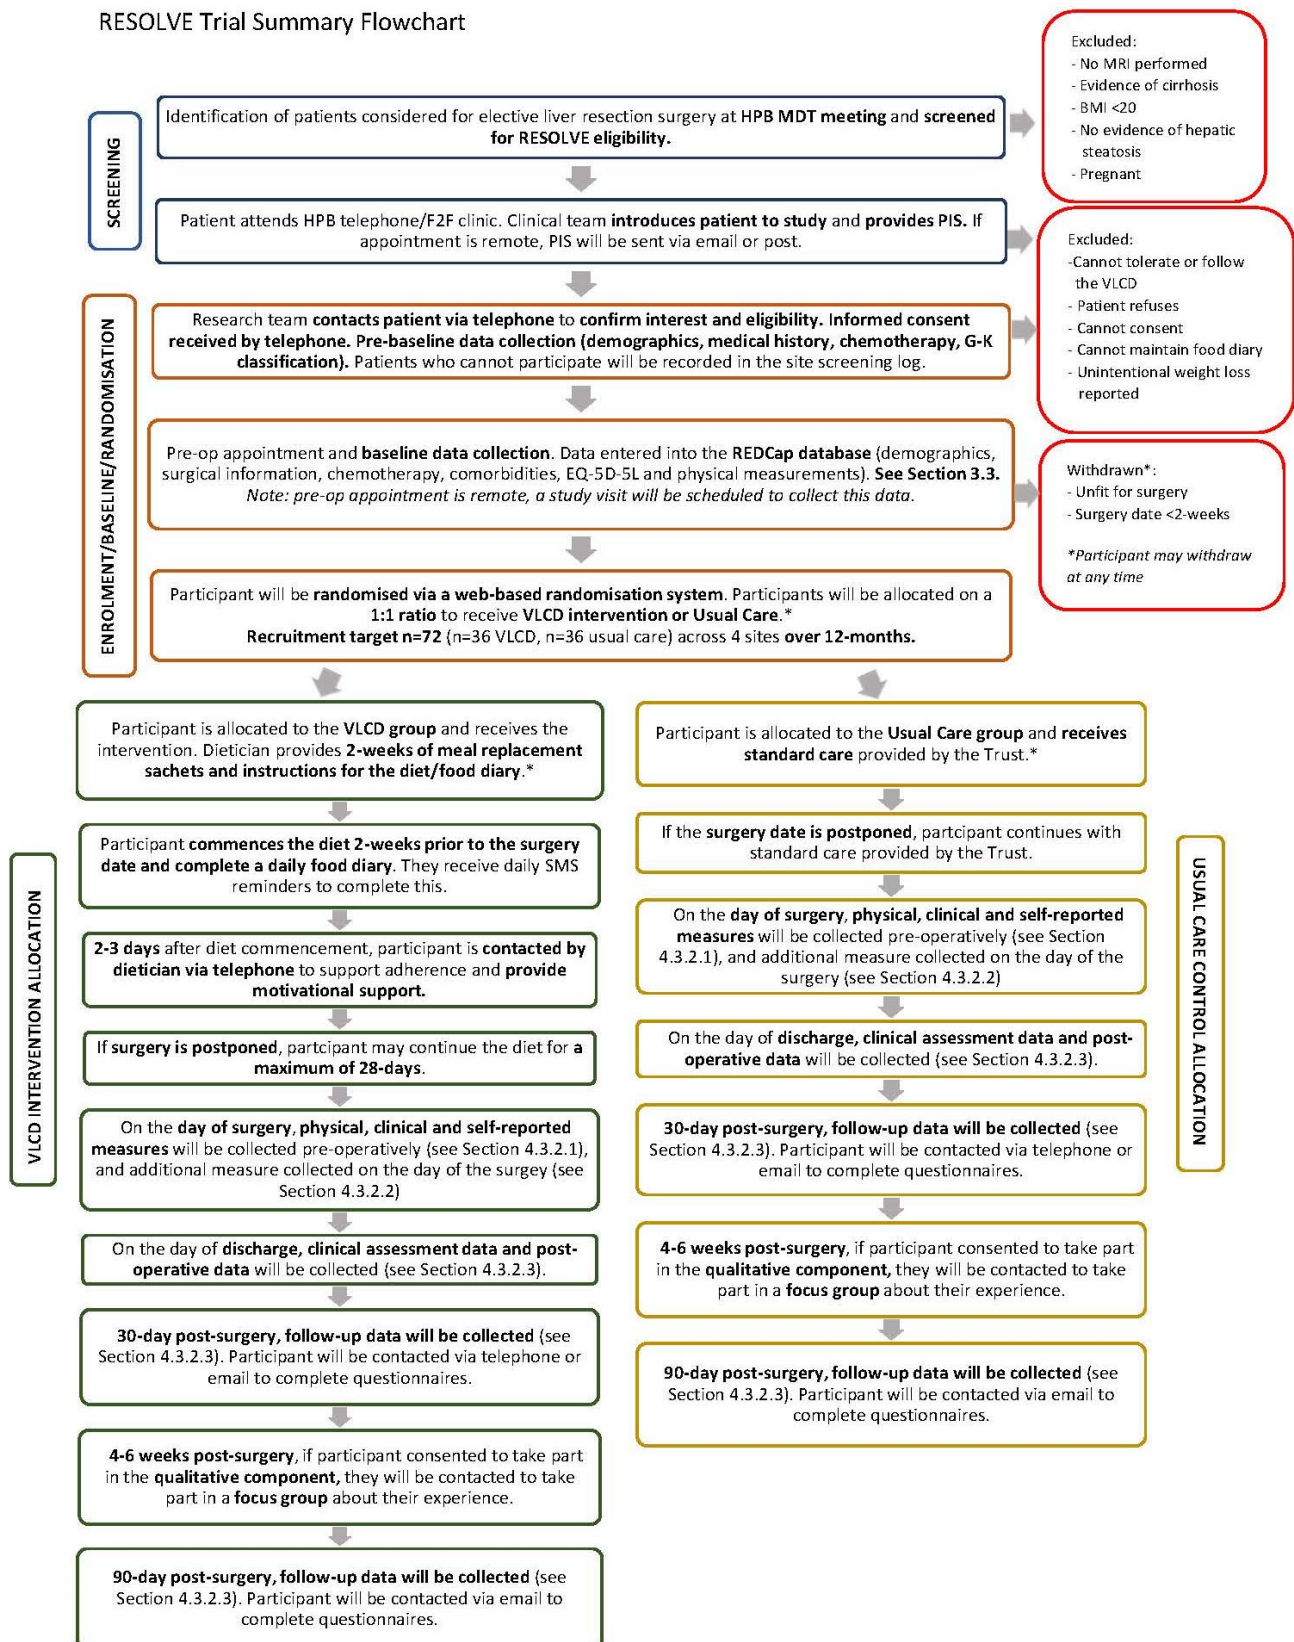 RESOLVE Trial Summary Flowchart
Excluded:
- No MRI performed
- Evidence of cirrhosis
- BMI <20
- No evidence of hepatic
steatosis
- Pregnant
SCREENING
Identification of patients considered for elective liver resection surgery at HPB MDT meeting and screened
for RESOLVE eligibility.
Patient attends HPB telephone/F2F clinic. Clinical team introduces patient to study and provides PIS. If
appointment is remote, PIS will be sent via email or post.
Excluded:
-Cannot tolerate or follow
the VLCD
- Patient refuses
- Cannot consent
- Cannot maintain food diary
- Unintentional weight loss
reported
ENROLMENT/BASELINE/RANDOMISATION
Research team contacts patient via telephone to confirm interest and eligibility. Informed consent
received by telephone. Pre-baseline data collection (demographics, medical history, chemotherapy, G-K
classification). Patients who cannot participate will be recorded in the site screening log.
Pre-op appointment and baseline data collection. Data entered into the REDCap database (demographics,
surgical information, chemotherapy, comorbidities, EQ-5D-5L and physical measurements). See Section 3.3.
Note: pre-op appointment is remote, a study visit will be scheduled to collect this data.
Withdrawn*:
- Unfit for surgery
- Surgery date <2-weeks
*Participant may withdraw
at any time
Participant will be randomised via a web-based randomisation system. Participants will be allocated on a
1:1 ratio to receive VLCD intervention or Usual Care.*
Recruitment target n=72 (n=36 VLCD, n=36 usual care) across 4 sites over 12-months.
VLCD INTERVENTION ALLOCATION
Participant is allocated to the VLCD group and receives the
intervention. Dietician provides 2-weeks of meal replacement
sachets and instructions for the diet/food diary.*
Participant commences the diet 2-weeks prior to the surgery
date and complete a daily food diary. They receive daily SMS
reminders to complete this.
2-3 days after diet commencement, participant is contacted by
dietician via telephone to support adherence and provide
motivational support.
If surgery is postponed, partcipant may continue the diet for a
maximum of 28-days.
On the day of surgery, physical, clinical and self-reported
measures will be collected pre-operatively (see Section 4.3.2.1),
and additional measure collected on the day of the surgey (see
Section 4.3.2.2)
On the day of discharge, clinical assessment data and post-
operative data will be collected (see Section 4.3.2.3).
30-day post-surgery, follow-up data will be collected (see
Section 4.3.2.3). Participant will be contacted via telephone or
email to complete questionnaires.
4-6 weeks post-surgery, if participant consented to take part
in the qualitative component, they will be contacted to take
part in a focus group about their experience.
90-day post-surgery, follow-up data will be collected (see
Section 4.3.2.3). Participant will be contacted via email to
complete questionnaires.
USUAL CARE CONTROL ALLOCATION
Participant is allocated to the Usual Care group and receives
standard care provided by the Trust.*
If the surgery date is postponed, partcipant continues with
standard care provided by the Trust.
On the day of surgery, physical, clinical and self-reported
measures will be collected pre-operatively (see Section
4.3.2.1), and additional measure collected on the day of the
surgery (see Section 4.3.2.2)
On the day of discharge, clinical assessment data and post-
operative data will be collected (see Section 4.3.2.3).
30-day post-surgery, follow-up data will be collected (see
Section 4.3.2.3). Participant will be contacted via telephone or
email to complete questionnaires.
4-6 weeks post-surgery, if participant consented to take part
in the qualitative component, they will be contacted to take
part in a focus group about their experience.
90-day post-surgery, follow-up data will be collected (see
Section 4.3.2.3). Participant will be contacted via email to
complete questionnaires.